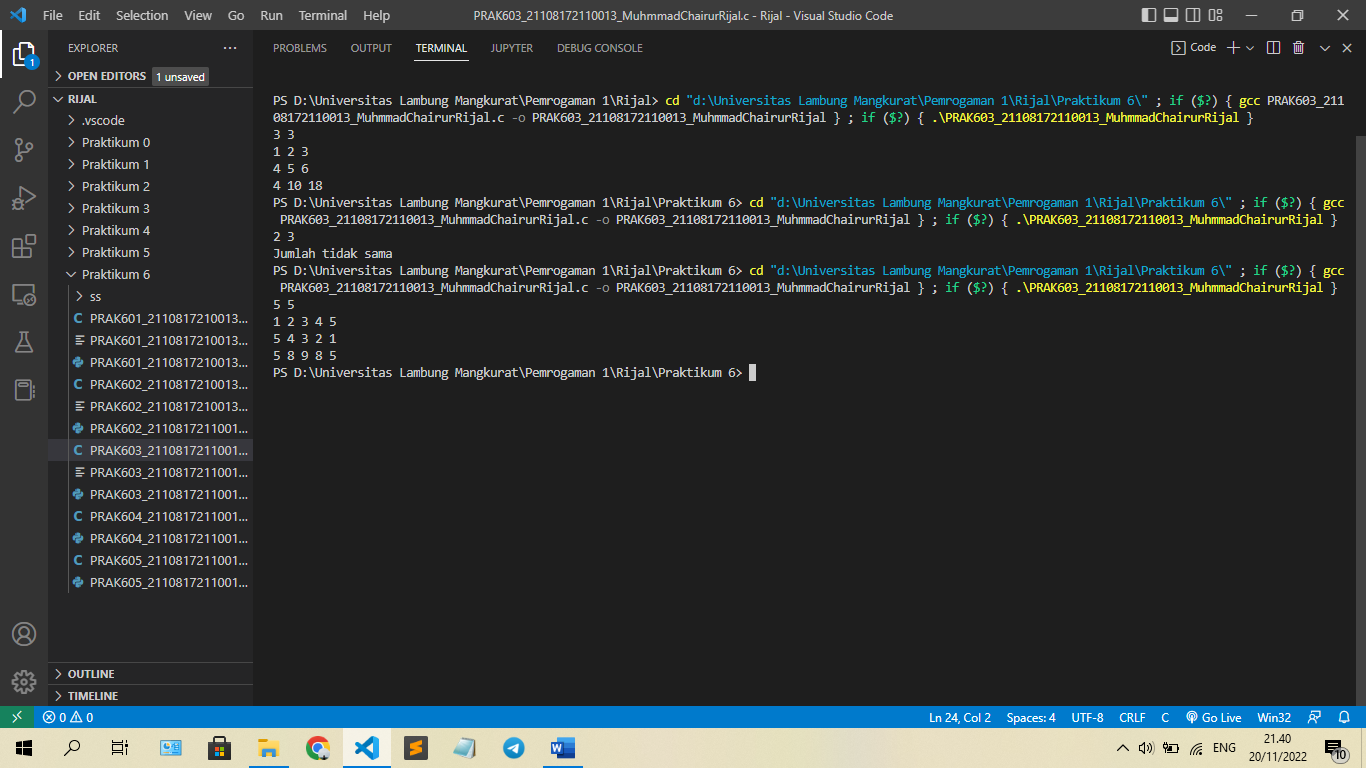 File Edit Selection View Go Run Terminal Help
PRAK603_21108172110013_MuhmmadChairurRijal.c - Rijal - Visual Studio Code
1
EXPLORER
OPEN EDITORS 1 unsaved
RIJAL
.vscode
Praktikum 0
Praktikum 1
Praktikum 2
Praktikum 3
Praktikum 4
Praktikum 5
Praktikum 6
ss
PRAK601_2110817210013...
PRAK601_2110817210013...
PRAK601_2110817210013...
PRAK602_2110817210013...
PRAK602_2110817210013...
PRAK602_2110817211001...
PRAK603_2110817211001...
PRAK603_2110817211001...
PRAK603_2110817211001...
PRAK604_2110817211001...
PRAK604_2110817211001...
PRAK605_2110817211001...
PRAK605_2110817211001...
OUTLINE
TIMELINE
PROBLEMS OUTPUT TERMINAL JUPYTER DEBUG CONSOLE
Code
PS D:\Universitas Lambung Mangkurat\Pemrogaman 1\Rijal> cd "d:\Universitas Lambung Mangkurat\Pemrogaman 1\Rijal\Praktikum 6\" ; if ($?) { gcc PRAK603_211
08172110013_MuhmmadChairurRijal.c -o PRAK603_21108172110013_MuhmmadChairurRijal } ; if ($?) { .\PRAK603_21108172110013_MuhmmadChairurRijal }
3 3
1 2 3
4 5 6
4 10 18
PS D:\Universitas Lambung Mangkurat\Pemrogaman 1\Rijal\Praktikum 6> cd "d:\Universitas Lambung Mangkurat\Pemrogaman 1\Rijal\Praktikum 6\" ; if ($?) { gcc
PRAK603_21108172110013_MuhmmadChairurRijal.c -o PRAK603_21108172110013_MuhmmadChairurRijal } ; if ($?) { .\PRAK603_21108172110013_MuhmmadChairurRijal }
2 3
Jumlah tidak sama
PS D:\Universitas Lambung Mangkurat\Pemrogaman 1\Rijal\Praktikum 6> cd "d:\Universitas Lambung Mangkurat\Pemrogaman 1\Rijal\Praktikum 6\" ; if ($?) { gcc
PRAK603_21108172110013_MuhmmadChairurRijal.c -o PRAK603_21108172110013_MuhmmadChairurRijal } ; if ($?) { .\PRAK603_21108172110013_MuhmmadChairurRijal }
5 5
1 2 3 4 5
5 4 3 2 1
5 8 9 8 5
PS D:\Universitas Lambung Mangkurat\Pemrogaman 1\Rijal\Praktikum 6>
0 0
Ln 24, Col 2 Spaces: 4 UTF-8 CRLF C Go Live Win32
ENG
21.40
20/11/2022
10